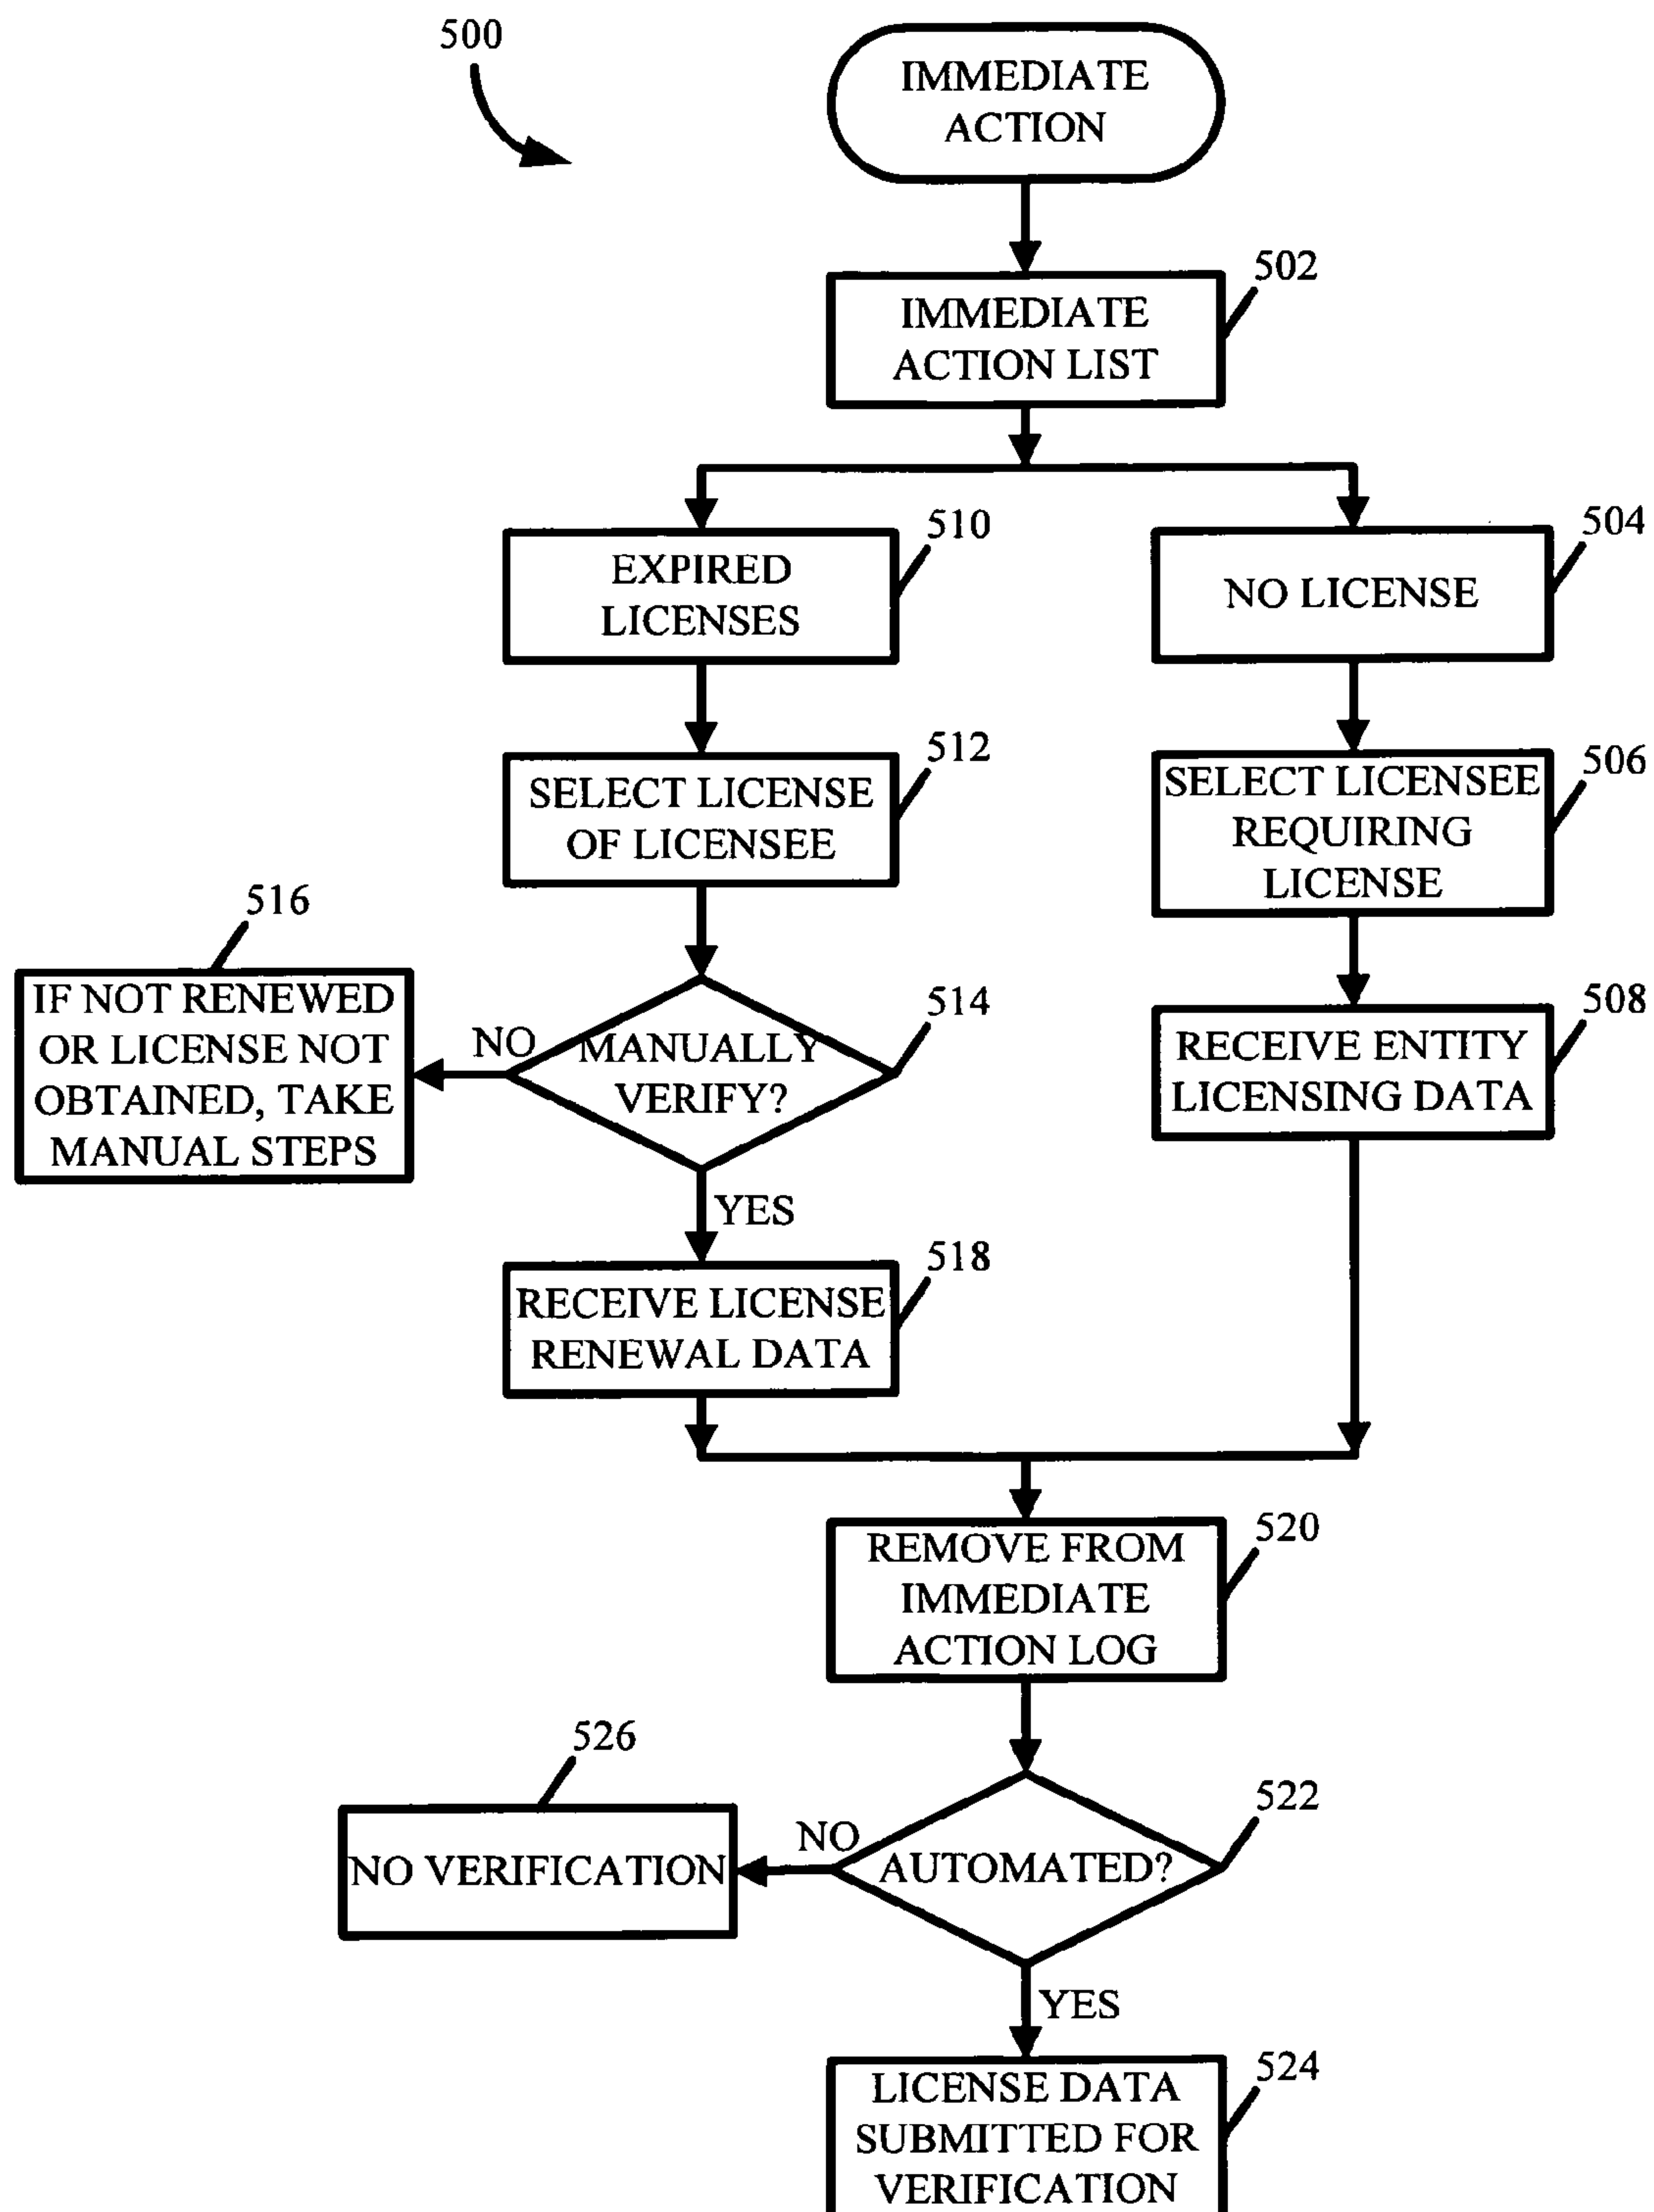 500
IMMEDIATE
ACTION
502
IMMEDIATE
ACTION LIST
510
EXPIRED
LICENSES
504
NO LICENSE
512
SELECT LICENSE
OF LICENSEE
506
SELECT LICENSEE
REQUIRING
LICENSE
516
IF NOT RENEWED
OR LICENSE NOT
OBTAINED, TAKE
MANUAL STEPS
NO
514
MANUALLY
VERIFY?
508
RECEIVE ENTITY
LICENSING DATA
YES
518
RECEIVE LICENSE
RENEWAL DATA
520
REMOVE FROM
IMMEDIATE
ACTION LOG
526
NO VERIFICATION
NO
522
AUTOMATED?
YES
524
LICENSE DATA
SUBMITTED FOR
VERIFICATION